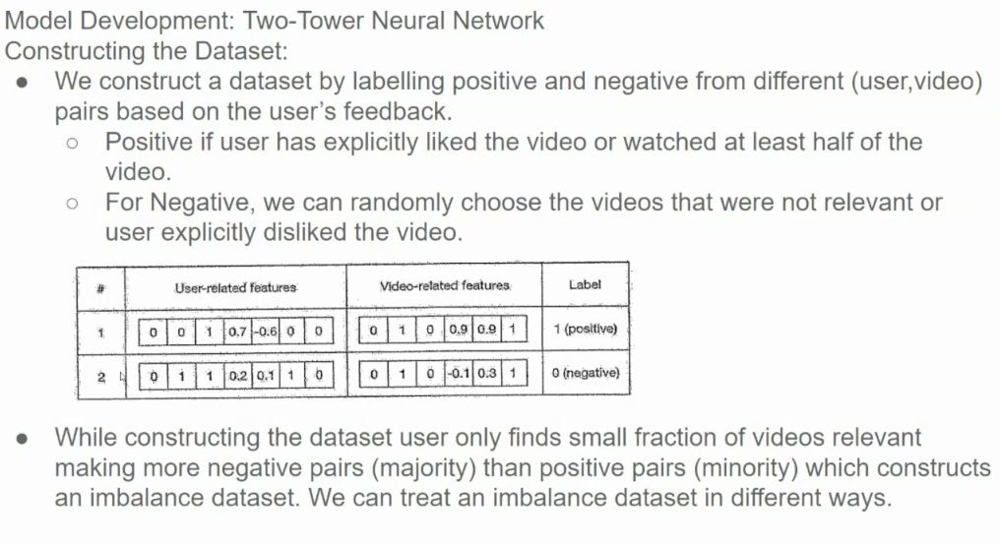 Model Development: Two-Tower Neural Network
Constructing the Dataset:
● We construct a dataset by labelling positive and negative from different (user,video)
pairs based on the user's feedback.
○ Positive if user has explicitly liked the video or watched at least half of the
video.
○ For Negative, we can randomly choose the videos that were not relevant or
user explicitly disliked the video.
# User-related features Video-related features Label
1 0 0 1 0.7 -0.6 0 0 0 1 0 0.9 0.9 1 1 (positive)
2 0 1 1 0.2 0.1 1 0 0 1 0 -0.1 0.3 1 0 (negative)
● While constructing the dataset user only finds small fraction of videos relevant
making more negative pairs (majority) than positive pairs (minority) which constructs
an imbalance dataset. We can treat an imbalance dataset in different ways.